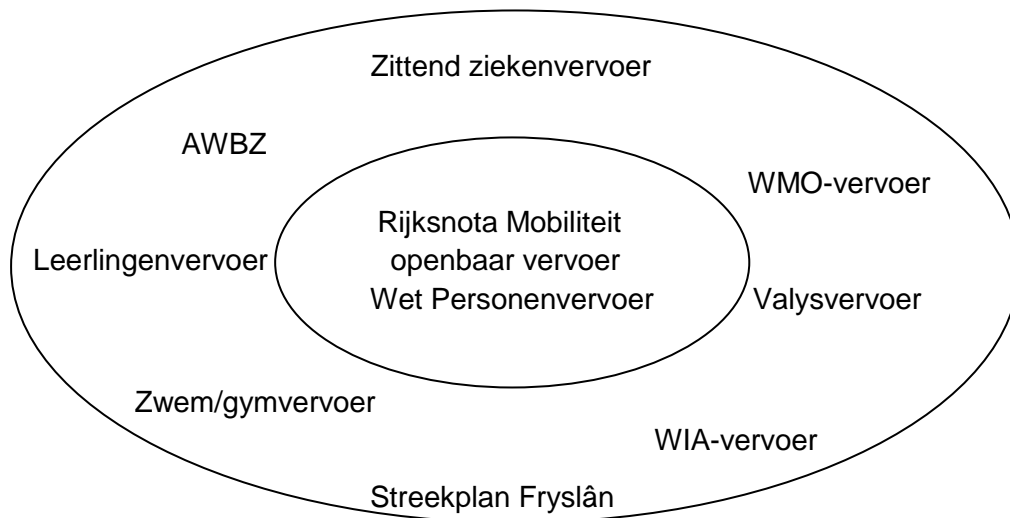 Zittend ziekenvervoer
AWBZ
WMO-vervoer
Rijksnota Mobiliteit
openbaar vervoer
Wet Personenvervoer
Leerlingenvervoer
Valysvervoer
Zwem/gymvervoer
WIA-vervoer
Streekplan Fryslân